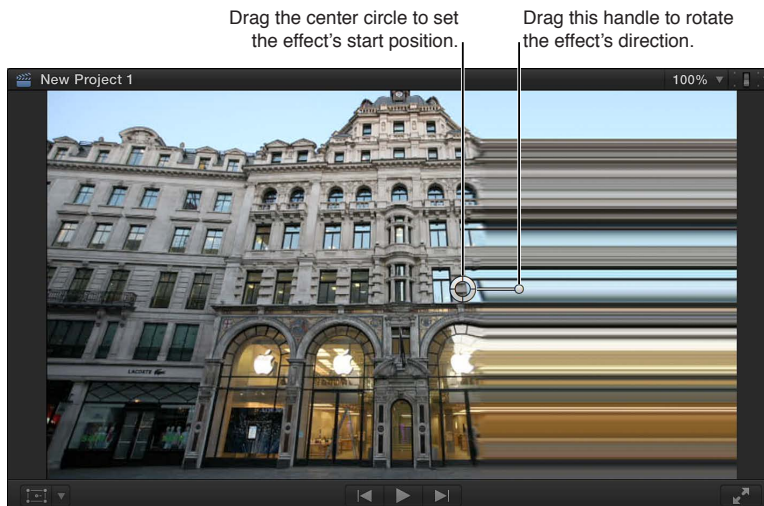 Drag the center circle to set
the effect's start position.
Drag this handle to rotate
the effect's direction.
New Project 1
100%
LACOSTE